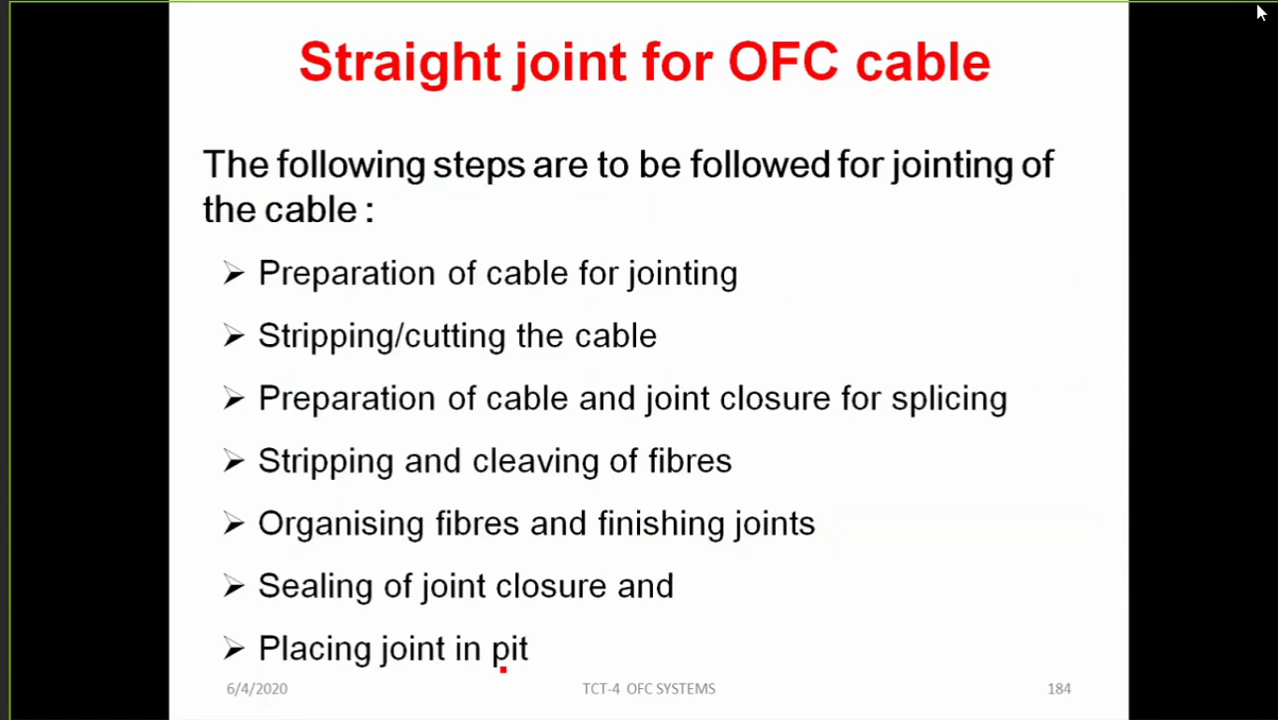 Straight joint for OFC cable
The following steps are to be followed for jointing of
the cable :
➢ Preparation of cable for jointing
➢ Stripping/cutting the cable
➢ Preparation of cable and joint closure for splicing
➢ Stripping and cleaving of fibres
➢ Organising fibres and finishing joints
➢ Sealing of joint closure and
➢ Placing joint in pit
6/4/2020 TCT-4 OFC SYSTEMS 184